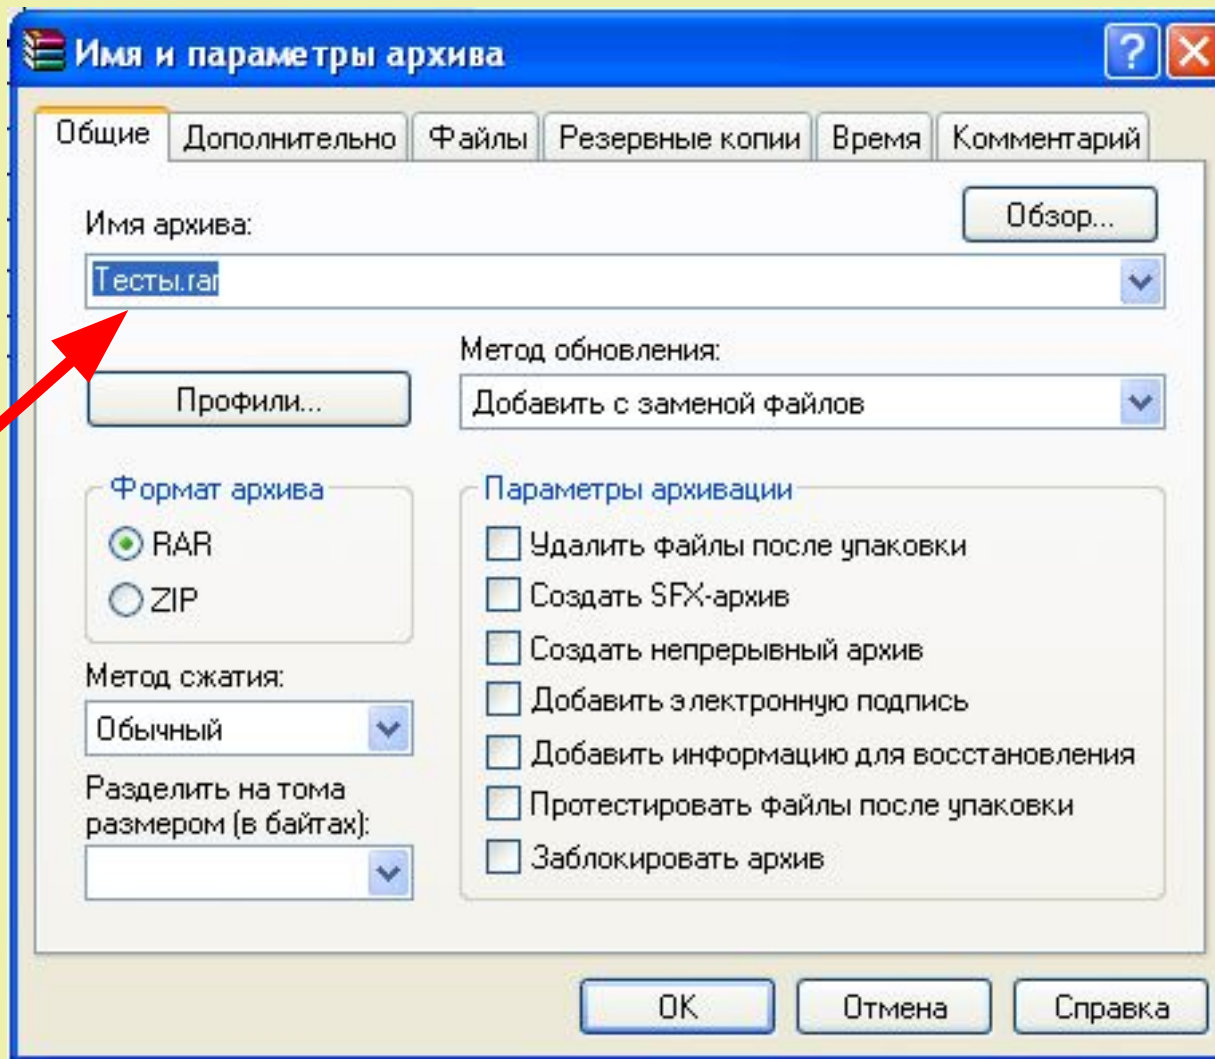 Имя и параметры архива
Общие Дополнительно Файлы Резервные копии Время Комментарий
Обзор...
Имя архива:
Тесты.rar
Метод обновления:
Профили...
Добавить с заменой файлов
Формат архива
RAR
ZIP
Метод сжатия:
Обычный
Разделить на тома
размером (в байтах):
Параметры архивации
Удалить файлы после упаковки
Создать SFX-архив
Создать непрерывный архив
Добавить электронную подпись
Добавить информацию для восстановления
Протестировать файлы после упаковки
Заблокировать архив
OK Отмена Справка